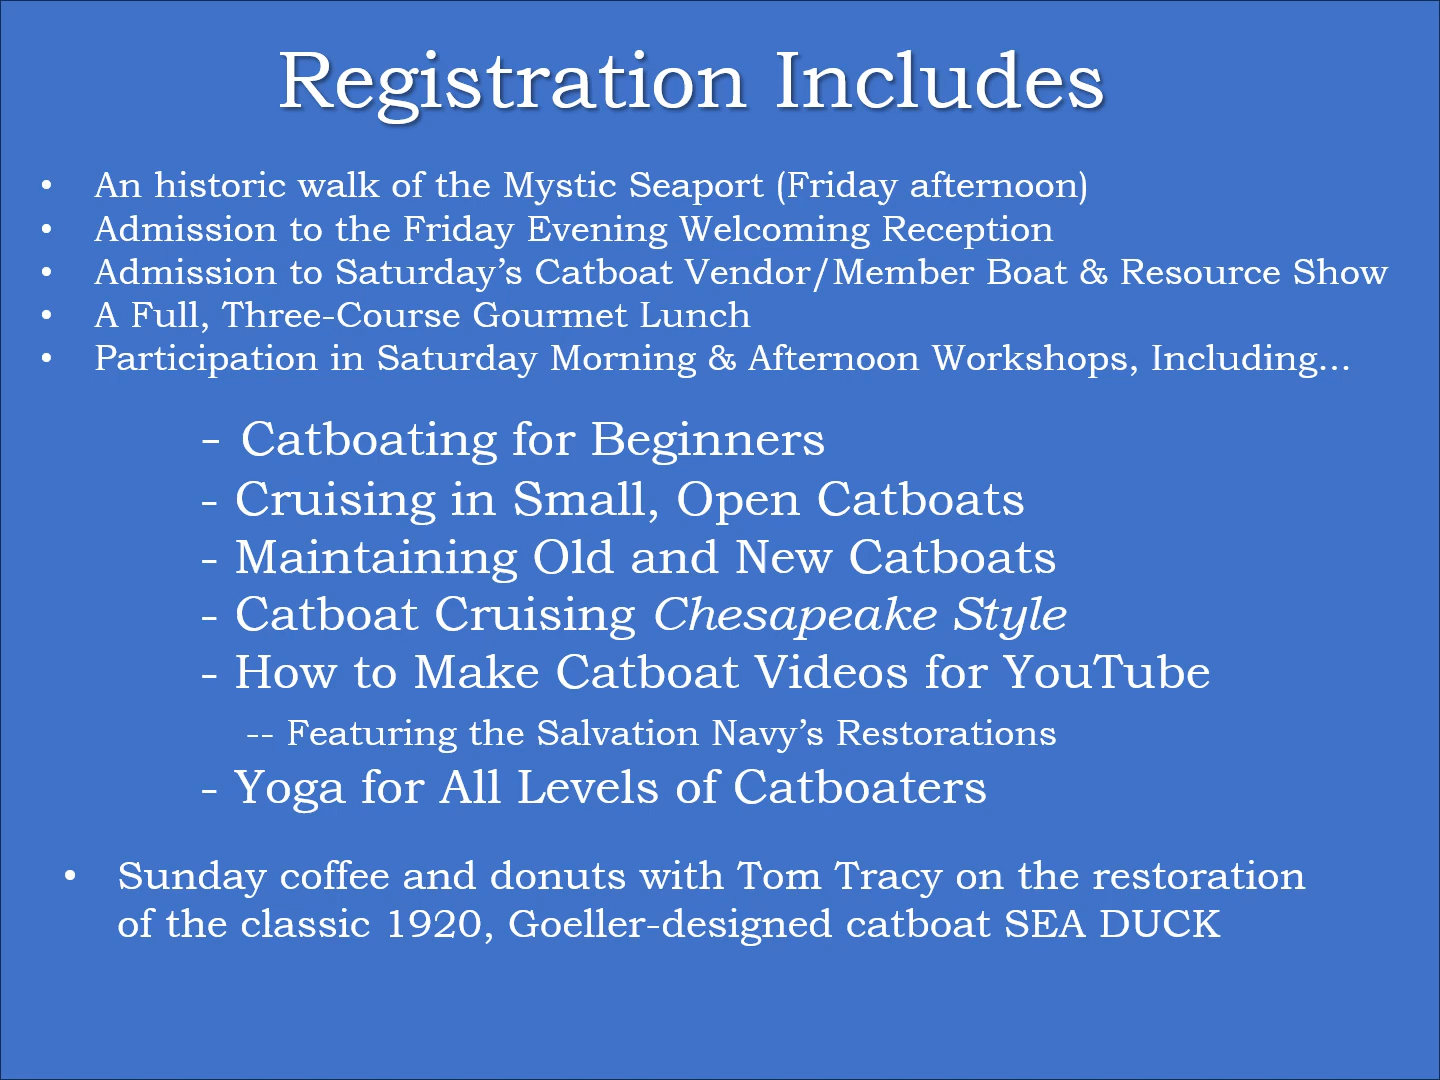 Registration Includes
• An historic walk of the Mystic Seaport (Friday afternoon)
• Admission to the Friday Evening Welcoming Reception
• Admission to Saturday’s Catboat Vendor/Member Boat & Resource Show
• A Full, Three-Course Gourmet Lunch
• Participation in Saturday Morning & Afternoon Workshops, Including…
- Catboating for Beginners
- Cruising in Small, Open Catboats
- Maintaining Old and New Catboats
- Catboat Cruising Chesapeake Style
- How to Make Catboat Videos for YouTube
-- Featuring the Salvation Navy’s Restorations
- Yoga for All Levels of Catboaters
• Sunday coffee and donuts with Tom Tracy on the restoration
of the classic 1920, Goeller-designed catboat SEA DUCK